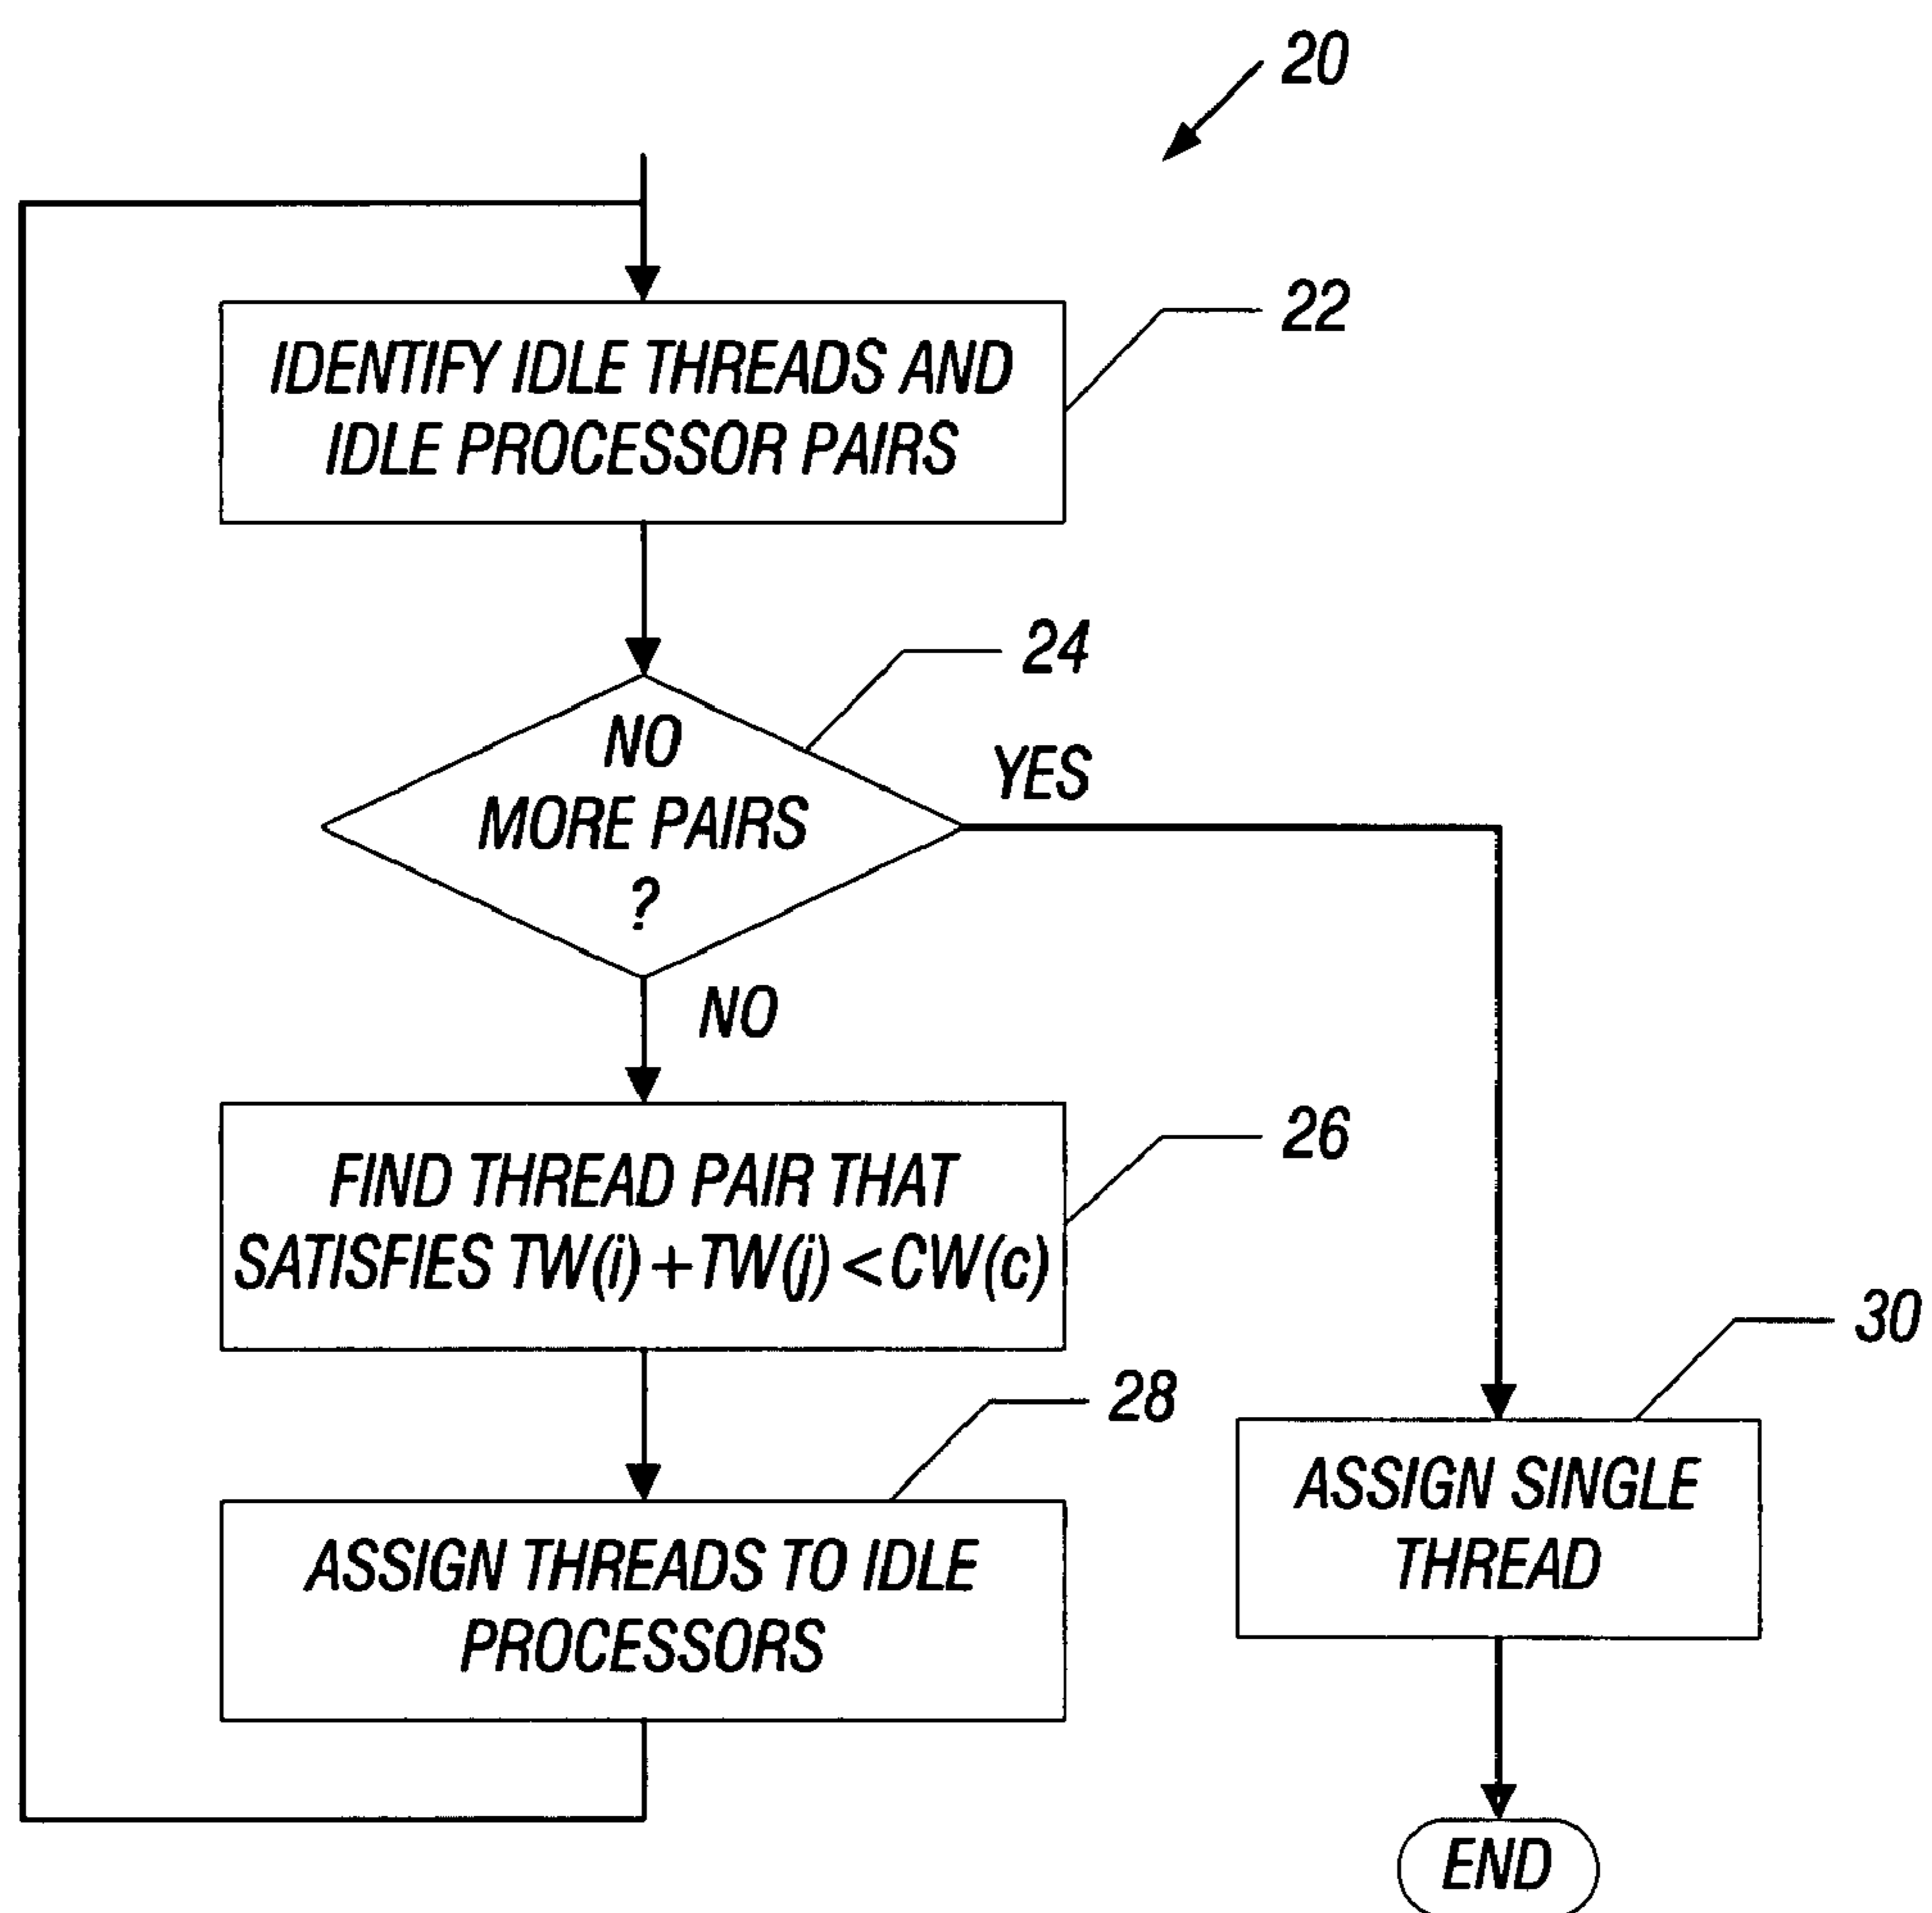 20
IDENTIFY IDLE THREADS AND
IDLE PROCESSOR PAIRS
22
NO
MORE PAIRS
?
24
YES
NO
FIND THREAD PAIR THAT
SATISFIES TW(i)+TW(j)<CW(c)
26
ASSIGN THREADS TO IDLE
PROCESSORS
28
ASSIGN SINGLE
THREAD
30
END